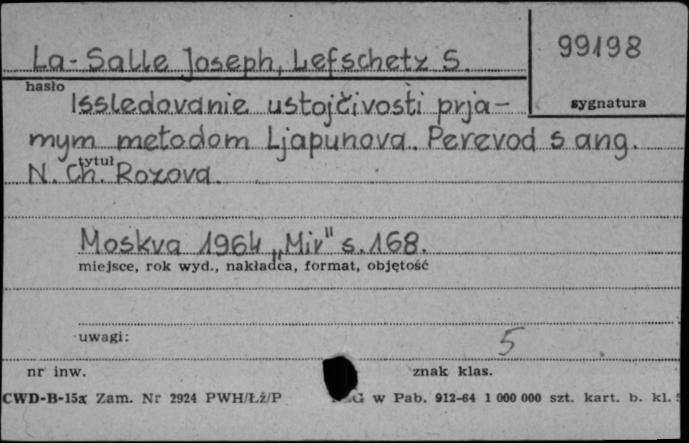 La-Salle Joseph, Lefschetz S.
99198
hasło
sygnatura
Issledovanie ustojčivosti prja-
mym metodom Ljapunova. Perevod s ang.
tytuł
N. Ch. Rozova.
Moskva 1964 „Mir" s. 168.
miejsce, rok wyd., nakładca, format, objętość
uwagi:
5
nr inw.
znak klas.
CWD-B-15a Zam. Nr 2924 PWH/Łż/P w Pab. 912-64 1 000 000 szt. kart. b. kl.